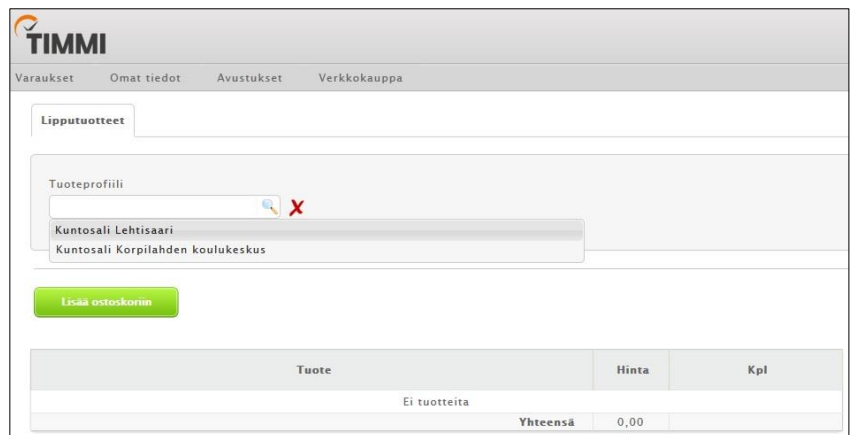 TIMMI
Varaukset Omat tiedot Avustukset Verkkokauppa
Lipputuotteet
Tuoteprofiili
Kuntosali Lehtisaari
Kuntosali Korpilahden koulukeskus
Lisää ostoskoriin
Tuote Hinta Kpl
Ei tuotteita
Yhteensä 0,00